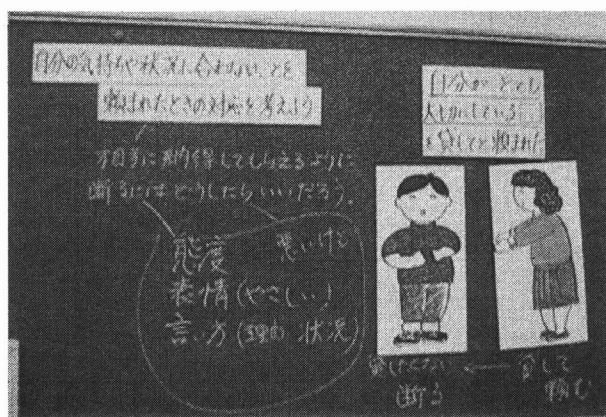 自分の気持ちや状況に合わないことを
頼まれたときの対応を考えよう
相手に納得してもらえるように
断るにはどうしたらいいだろう。
態度 悪いけど
表情(やさしい)
言い方(理由 状況)
自分がとても
大切にしている
を貸してと頼まれた
貸したくない ← 貸して
断る 頼む